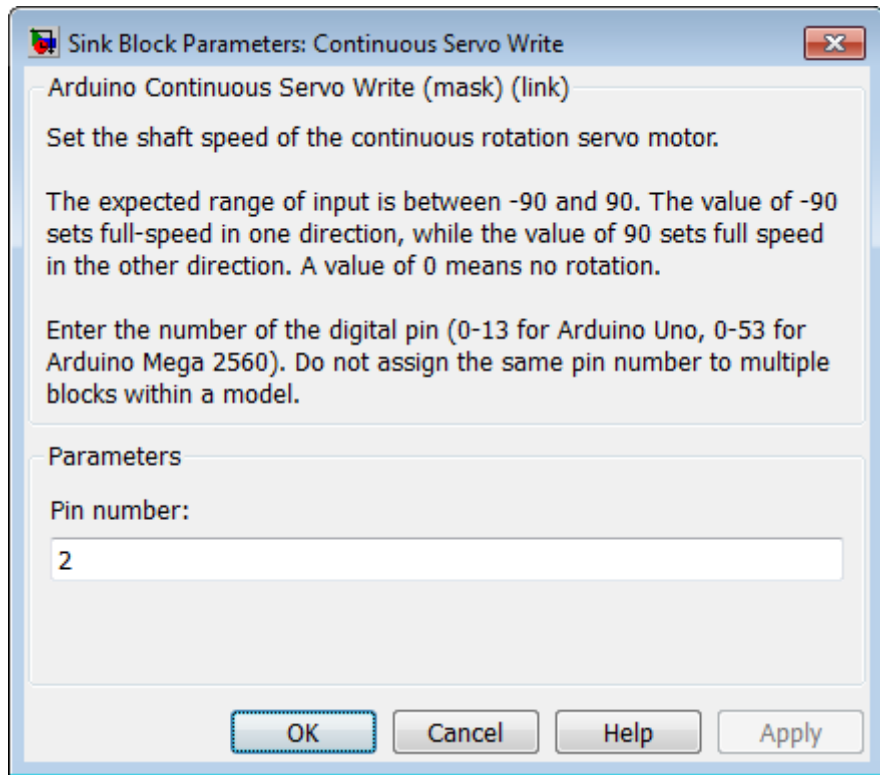 Sink Block Parameters: Continuous Servo Write
Arduino Continuous Servo Write (mask) (link)
Set the shaft speed of the continuous rotation servo motor.
The expected range of input is between -90 and 90. The value of -90
sets full-speed in one direction, while the value of 90 sets full speed
in the other direction. A value of 0 means no rotation.
Enter the number of the digital pin (0-13 for Arduino Uno, 0-53 for
Arduino Mega 2560). Do not assign the same pin number to multiple
blocks within a model.
Parameters
Pin number:
2
OK Cancel Help Apply